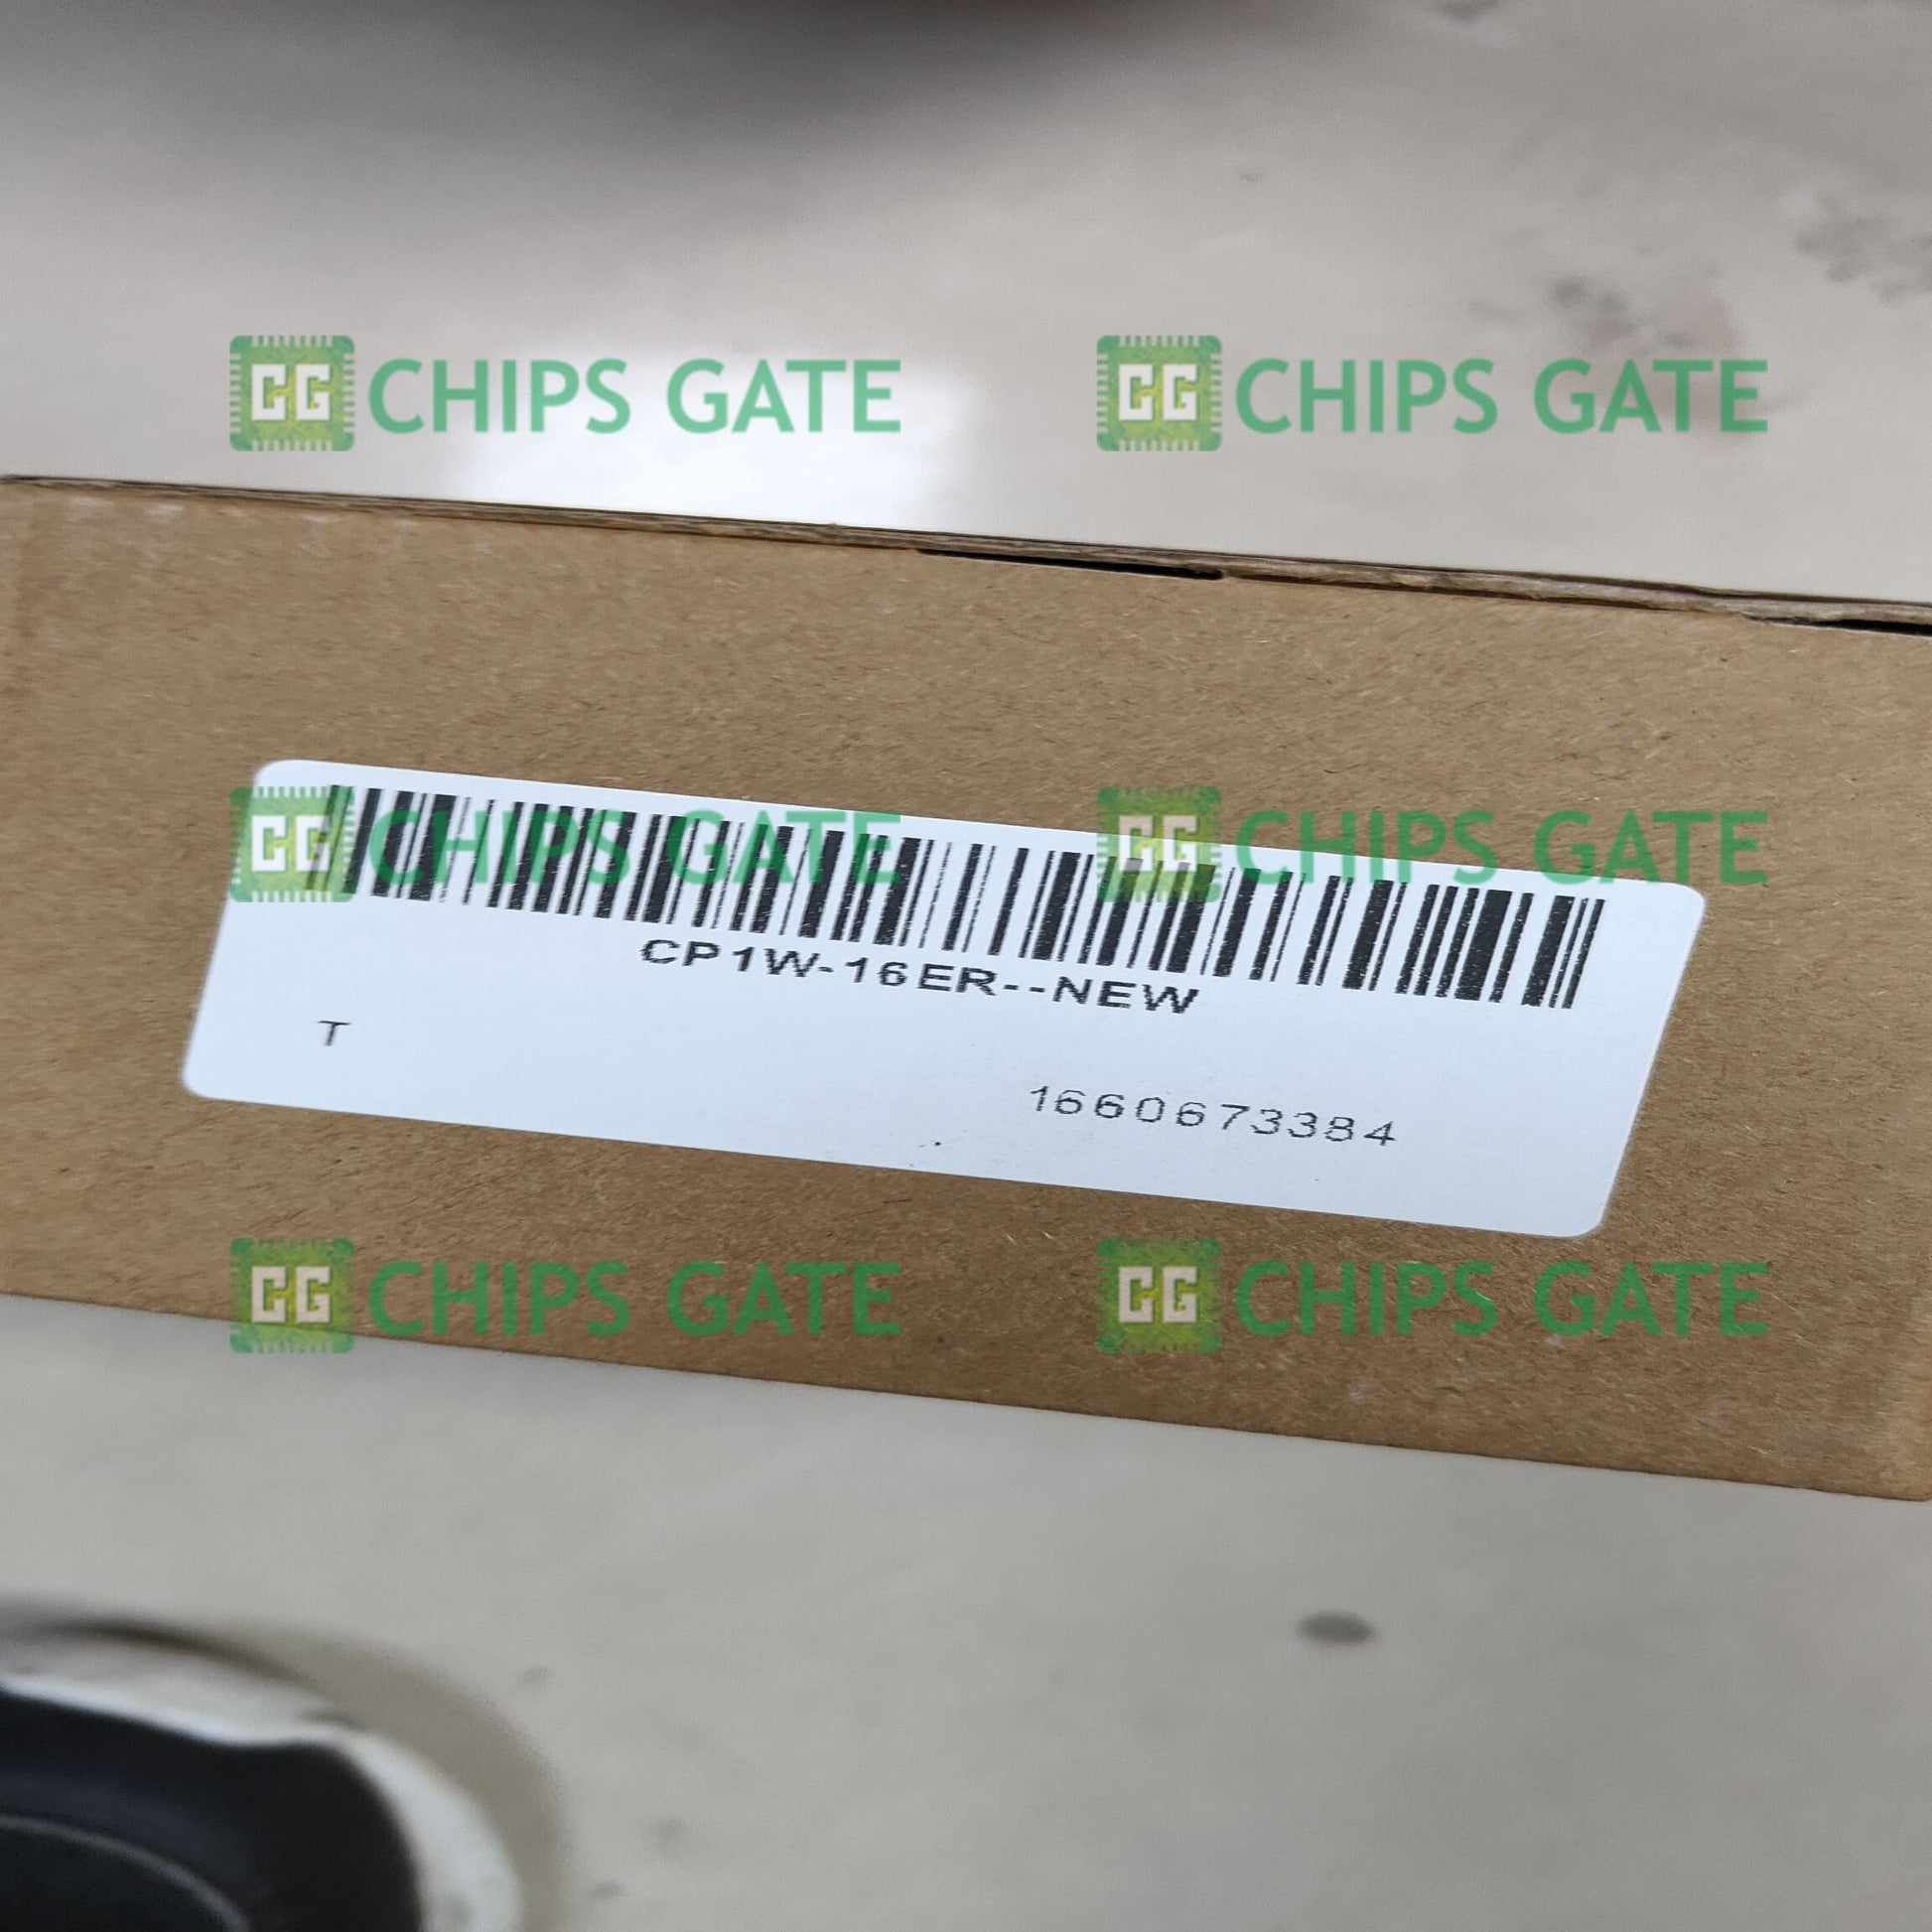 CG CHIPS GATE CG CHIPS GATE
CG CHIPS GATE CG CHIPS GATE
CP1W-16ER--NEW
T
1660673384
CG CHIPS GATE CG CHIPS GATE